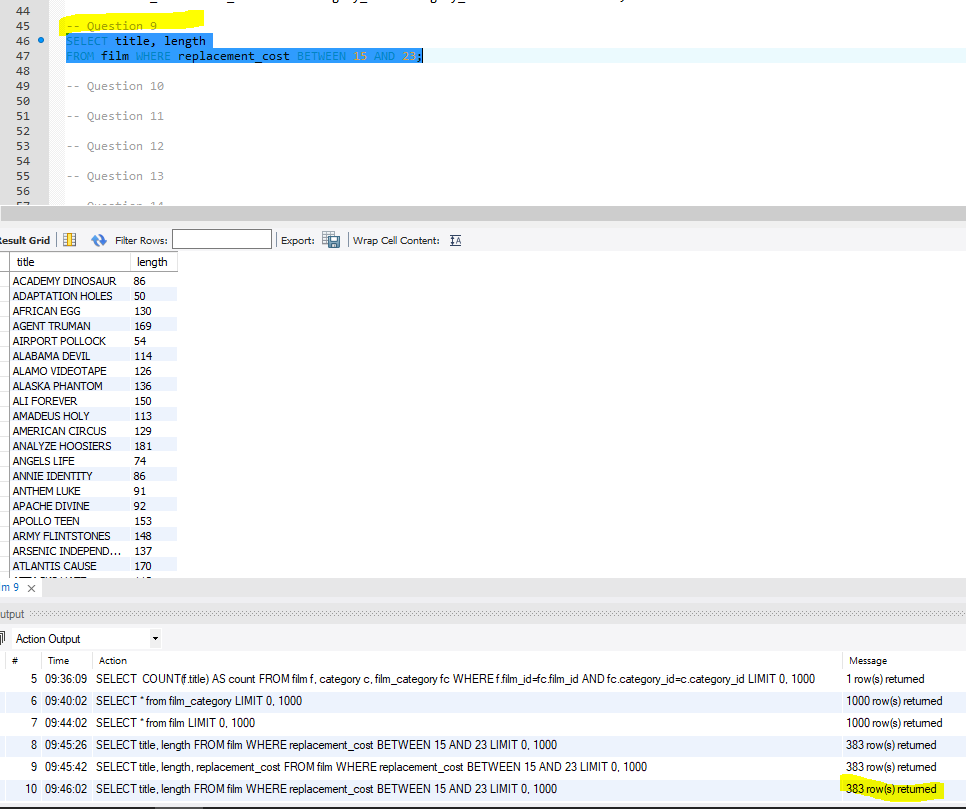 44
45 -- Question 9
46 SELECT title, length
47 FROM film WHERE replacement_cost BETWEEN 15 AND 23;
48
49 -- Question 10
50
51 -- Question 11
52
53 -- Question 12
54
55 -- Question 13
56
esult Grid Filter Rows: Export: Wrap Cell Content:
title length
ACADEMY DINOSAUR 86
ADAPTATION HOLES 50
AFRICAN EGG 130
AGENT TRUMAN 169
AIRPORT POLLOCK 54
ALABAMA DEVIL 114
ALAMO VIDEOTAPE 126
ALASKA PHANTOM 136
ALI FOREVER 150
AMADEUS HOLY 113
AMERICAN CIRCUS 129
ANALYZE HOOSIERS 181
ANGELS LIFE 74
ANNIE IDENTITY 86
ANTHEM LUKE 91
APACHE DIVINE 92
APOLLO TEEN 153
ARMY FLINTSTONES 148
ARSENIC INDEPEND... 137
ATLANTIS CAUSE 170
m 9
utput
Action Output
# Time Action Message
5 09:36:09 SELECT COUNT(f.title) AS count FROM film f, category c, film_category fc WHERE f.film_id=fc.film_id AND fc.category_id=c.category_id LIMIT 0, 1000 1 row(s) returned
6 09:40:02 SELECT * from film_category LIMIT 0, 1000 1000 row(s) returned
7 09:44:02 SELECT * from film LIMIT 0, 1000 1000 row(s) returned
8 09:45:26 SELECT title, length FROM film WHERE replacement_cost BETWEEN 15 AND 23 LIMIT 0, 1000 383 row(s) returned
9 09:45:42 SELECT title, length, replacement_cost FROM film WHERE replacement_cost BETWEEN 15 AND 23 LIMIT 0, 1000 383 row(s) returned
10 09:46:02 SELECT title, length FROM film WHERE replacement_cost BETWEEN 15 AND 23 LIMIT 0, 1000 383 row(s) returned